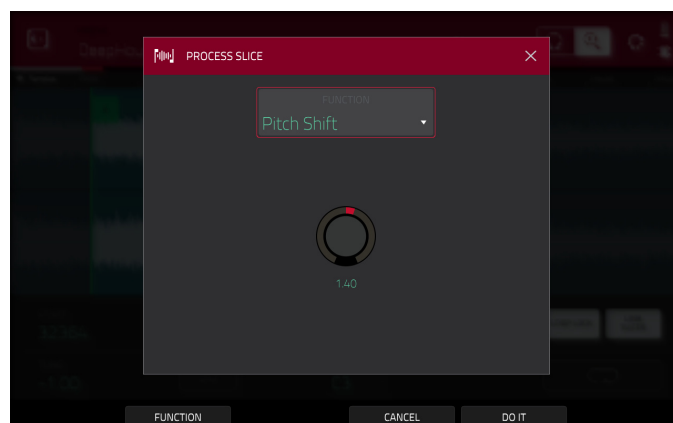 PROCESS SLICE
FUNCTION
Pitch Shift
1.40
FUNCTION
CANCEL
DO IT